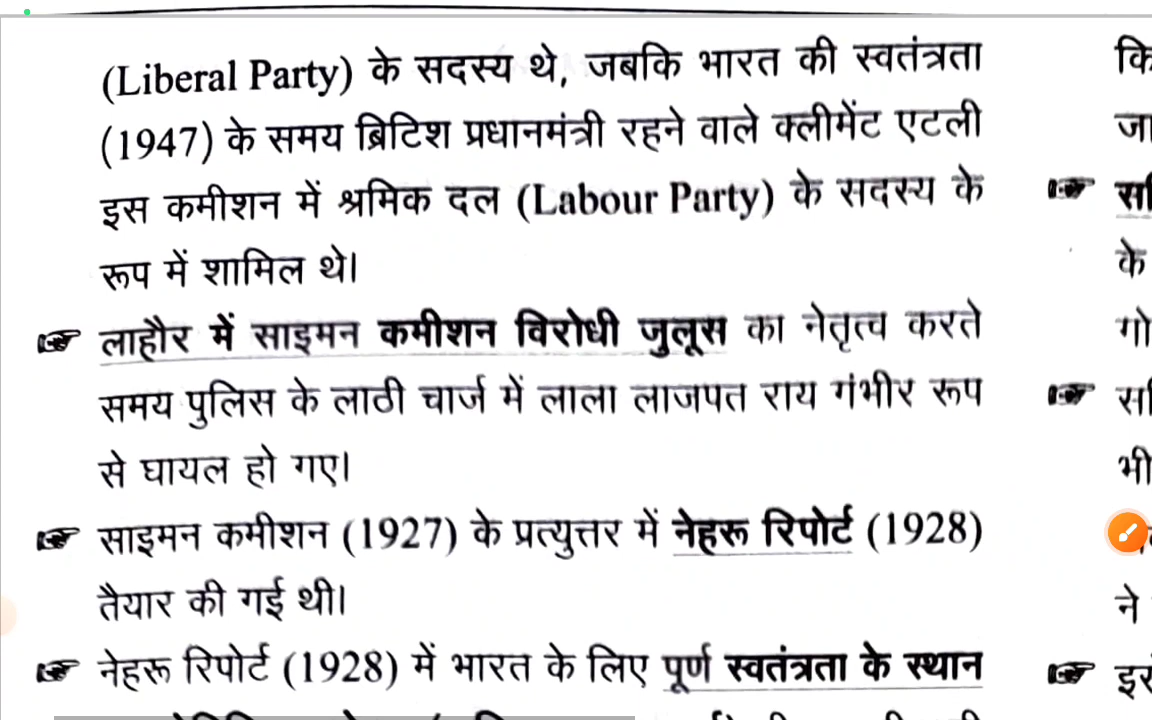 (Liberal Party) के सदस्य थे, जबकि भारत की स्वतंत्रता
(1947) के समय ब्रिटिश प्रधानमंत्री रहने वाले क्लीमेंट एटली
इस कमीशन में श्रमिक दल (Labour Party) के सदस्य के
रूप में शामिल थे।
लाहौर में साइमन कमीशन विरोधी जुलूस का नेतृत्व करते
समय पुलिस के लाठी चार्ज में लाला लाजपत राय गंभीर रूप
से घायल हो गए।
साइमन कमीशन (1927) के प्रत्युत्तर में नेहरू रिपोर्ट (1928)
तैयार की गई थी।
नेहरू रिपोर्ट (1928) में भारत के लिए पूर्ण स्वतंत्रता के स्थान
के
भी
ने